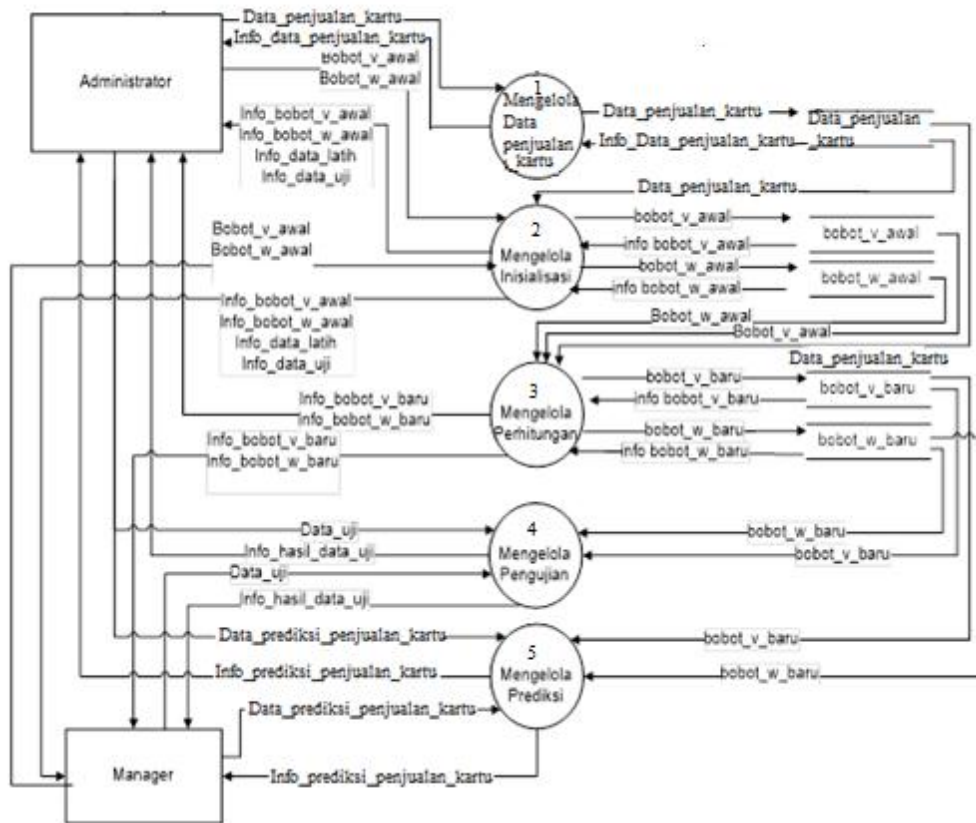 Data_penjualan_kartu
Info_data_penjualan_kartu
Bobot_v_awal
Bobot_w_awal
Administrator
Info_bobot_v_awal
Info_bobot_w_awal
Info_data_latih
Info_data_uji
1
Mengelola
Data
penjualan
_kartu
Data_penjualan_kartu
Info_Data_penjualan_kartu
Data_penjualan
_kartu
Data_penjualan_kartu
Bobot_v_awal
Bobot_w_awal
2
Mengelola
Inisialisasi
bobot_v_awal
info bobot_v_awal
bobot_w_awal
info bobot_w_awal
bobot_v_awal
bobot_w_awal
Info_bobot_v_awal
Info_bobot_w_awal
Info_data_latih
Info_data_uji
Bobot_w_awal
Bobot_v_awal
Data_penjualan_kartu
Info_bobot_v_baru
Info_bobot_w_baru
Info_bobot_v_baru
Info_bobot_w_baru
3
Mengelola
Perhitungan
bobot_v_baru
info bobot_v_baru
bobot_w_baru
info bobot_w_baru
bobot_v_baru
bobot_w_baru
Data_uji
Info_hasil_data_uji
Data_uji
Info_hasil_data_uji
4
Mengelola
Pengujian
bobot_w_baru
bobot_v_baru
Data_prediksi_penjualan_kartu
Info_prediksi_penjualan_kartu
Data_prediksi_penjualan_kartu
5
Mengelola
Prediksi
bobot_v_baru
bobot_w_baru
Manager
Info_prediksi_penjualan_kartu